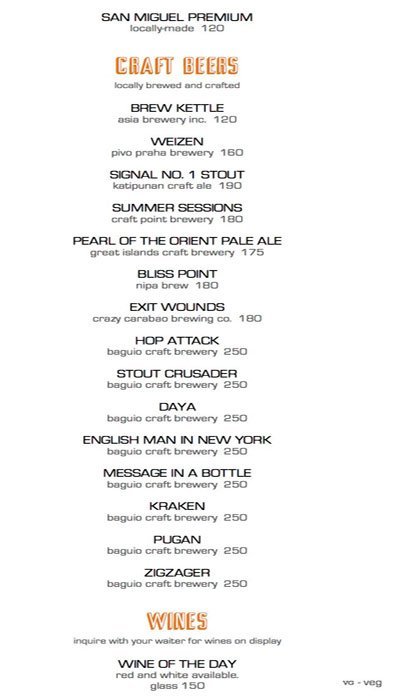 SAN MIGUEL PREMIUM
locally-made 120
CRAFT BEERS
locally brewed and crafted
BREW KETTLE
asia brewery inc. 120
WEIZEN
pivo praha brewery 160
SIGNAL NO. 1 STOUT
katipunan craft ale 190
SUMMER SESSIONS
craft point brewery 180
PEARL OF THE ORIENT PALE ALE
great islands craft brewery 175
BLISS POINT
nipa brew 180
EXIT WOUNDS
crazy carabao brewing co. 180
HOP ATTACK
baguio craft brewery 250
STOUT CRUSADER
baguio craft brewery 250
DAYA
baguio craft brewery 250
ENGLISH MAN IN NEW YORK
baguio craft brewery 250
MESSAGE IN A BOTTLE
baguio craft brewery 250
KRAKEN
baguio craft brewery 250
PUGAN
baguio craft brewery 250
ZIGZAGER
baguio craft brewery 250
WINES
inquire with your waiter for wines on display
WINE OF THE DAY
red and white available.
glass 150
VG - veg